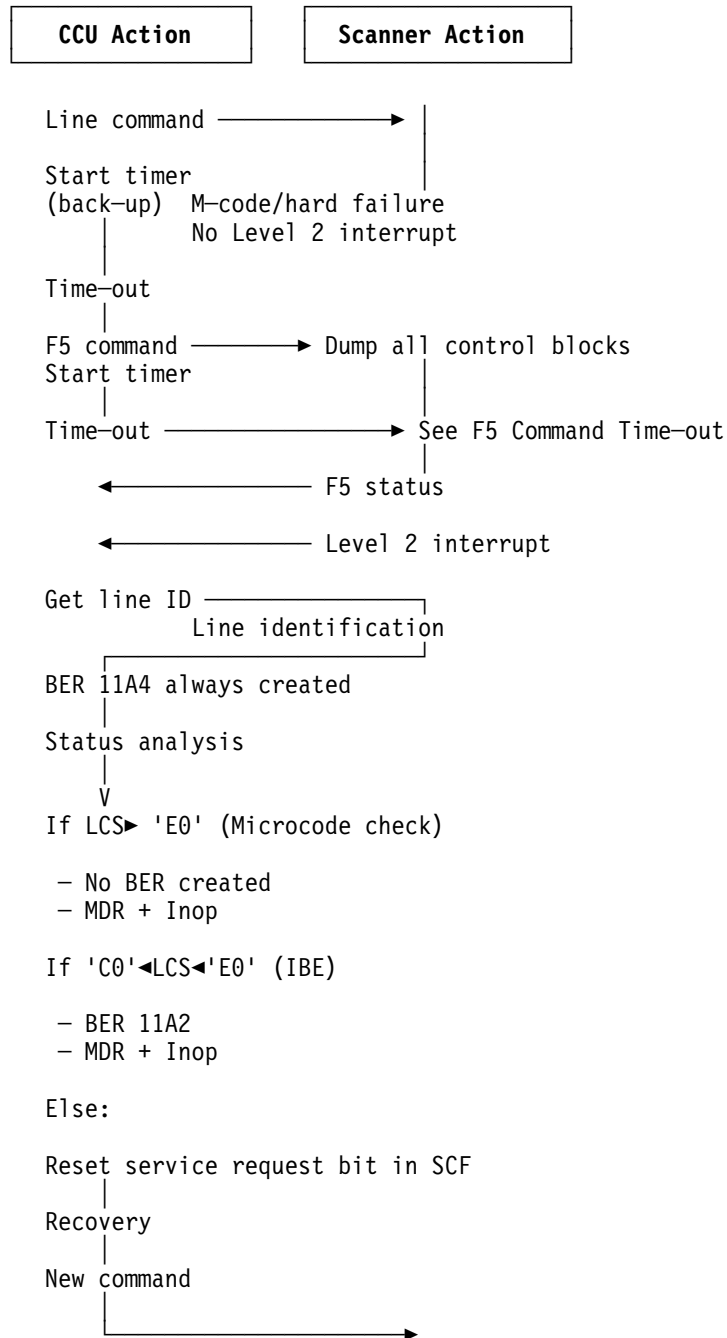 CCU Action Scanner Action
Line command
Start timer
(back-up) M-code/hard failure
No Level 2 interrupt
Time-out
F5 command Dump all control blocks
Start timer
Time-out See F5 Command Time-out
F5 status
Level 2 interrupt
Get line ID
Line identification
BER 11A4 always created
Status analysis
V
If LCS► 'E0' (Microcode check)
- No BER created
- MDR + Inop
If 'C0'◄LCS◄'E0' (IBE)
- BER 11A2
- MDR + Inop
Else:
Reset service request bit in SCF
Recovery
New command